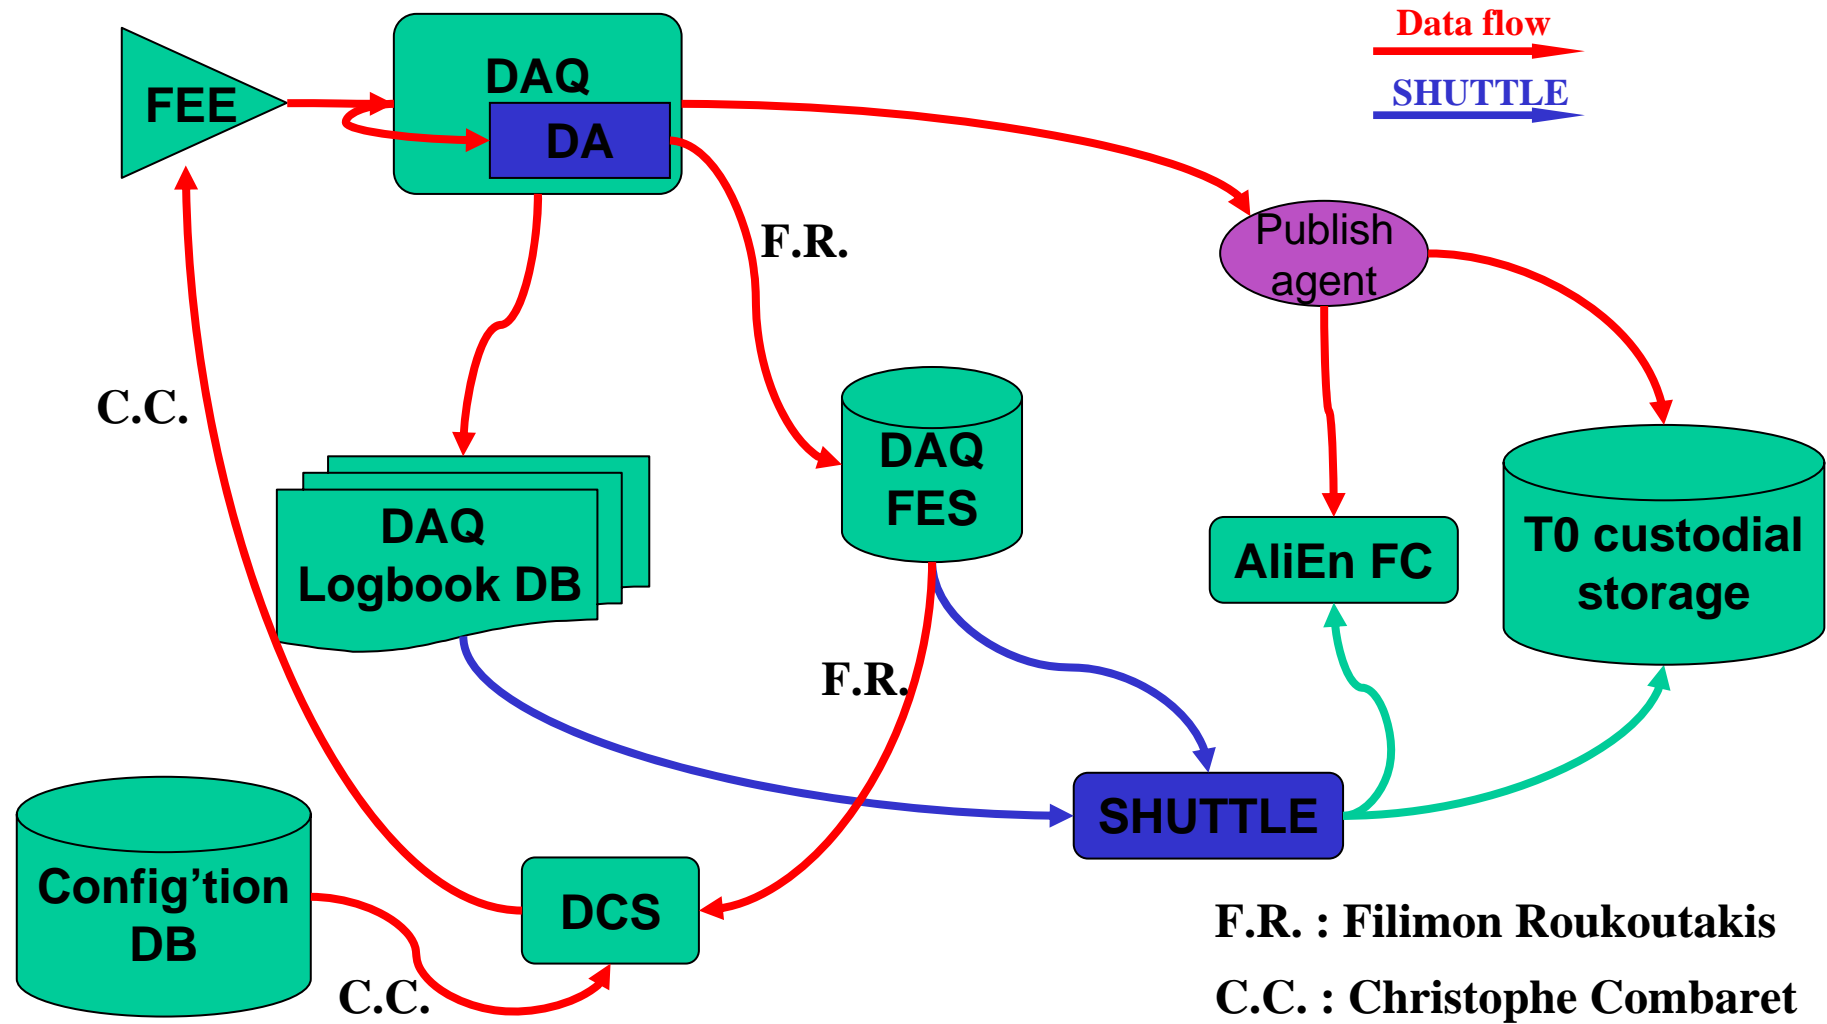 Data flow
SHUTTLE
FEE
DAQ
DA
F.R.
Publish
agent
C.C.
DAQ
FES
DAQ
Logbook DB
AliEn FC
T0 custodial
storage
F.R.
SHUTTLE
Config'tion
DB
DCS
C.C.
F.R. : Filimon Roukoutakis
C.C. : Christophe Combaret